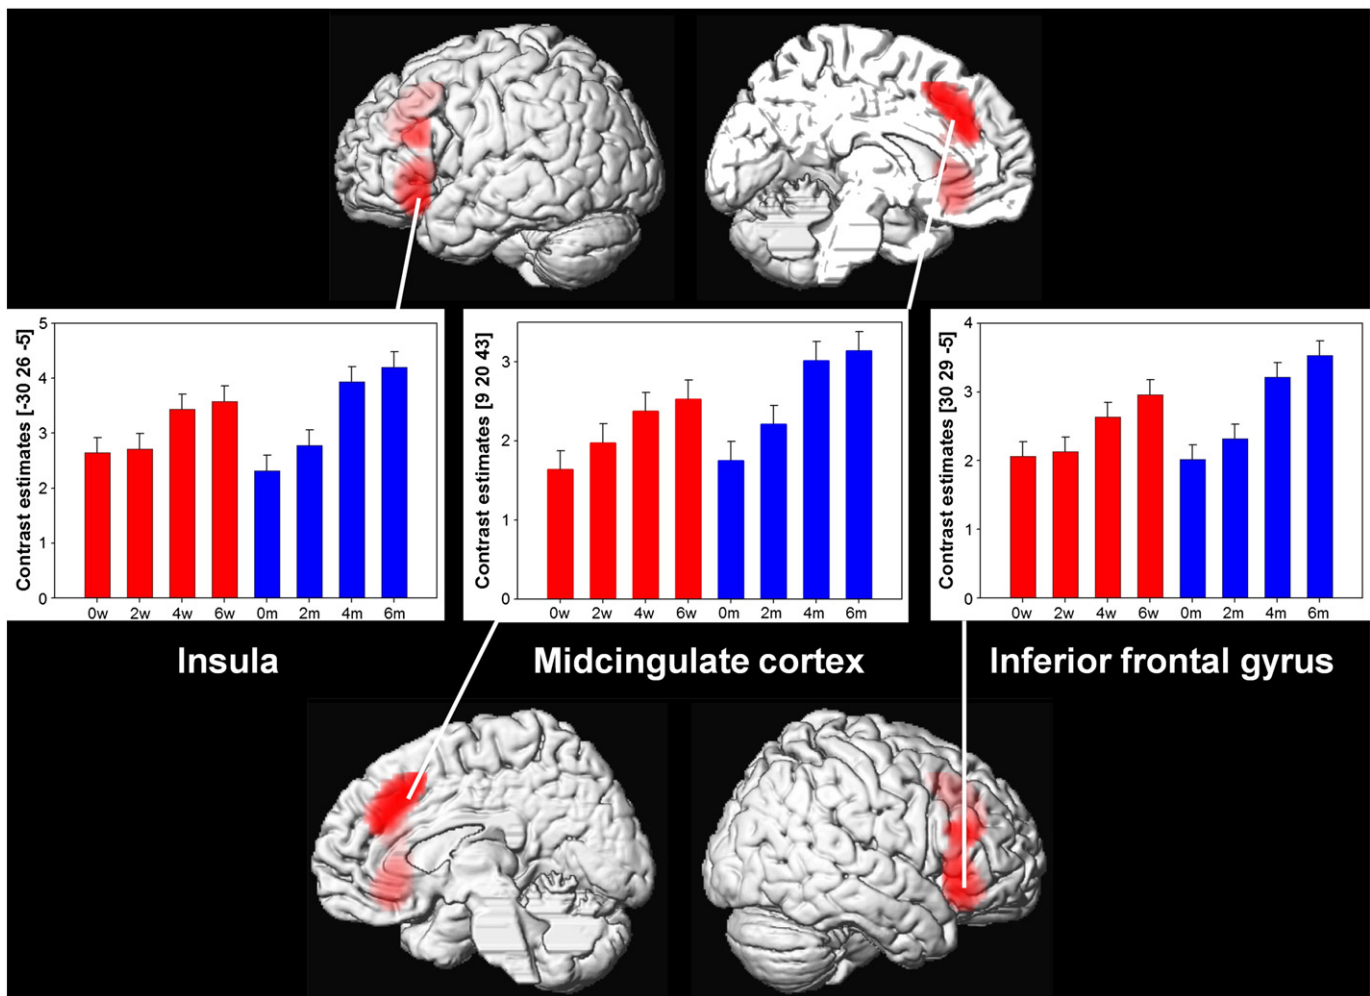 Contrast estimates [-30 26 -5]
5
4
3
2
1
0
0w 2w 4w 6w 0m 2m 4m 6m
Insula
Contrast estimates [9 20 43]
3
2
1
0
0w 2w 4w 6w 0m 2m 4m 6m
Midcingulate cortex
Contrast estimates [30 29 -5]
4
3
2
1
0
0w 2w 4w 6w 0m 2m 4m 6m
Inferior frontal gyrus